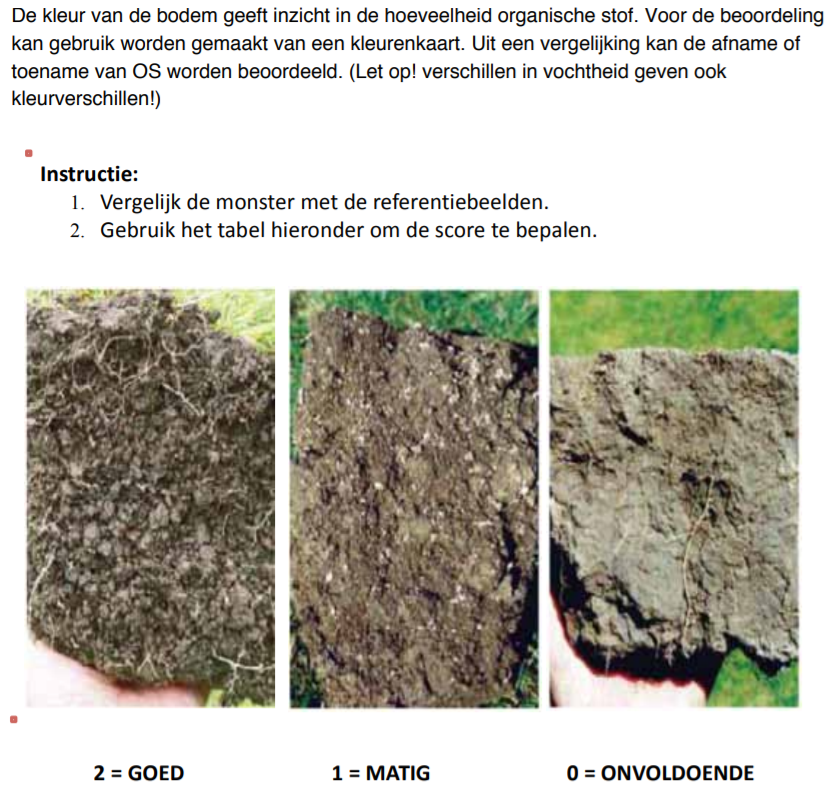 De kleur van de bodem geeft inzicht in de hoeveelheid organische stof. Voor de beoordeling
kan gebruik worden gemaakt van een kleurenkaart. Uit een vergelijking kan de afname of
toename van OS worden beoordeeld. (Let op! verschillen in vochtheid geven ook
kleurverschillen!)
Instructie:
1. Vergelijk de monster met de referentiebeelden.
2. Gebruik het tabel hieronder om de score te bepalen.
2 = GOED 1 = MATIG 0 = ONVOLDOENDE